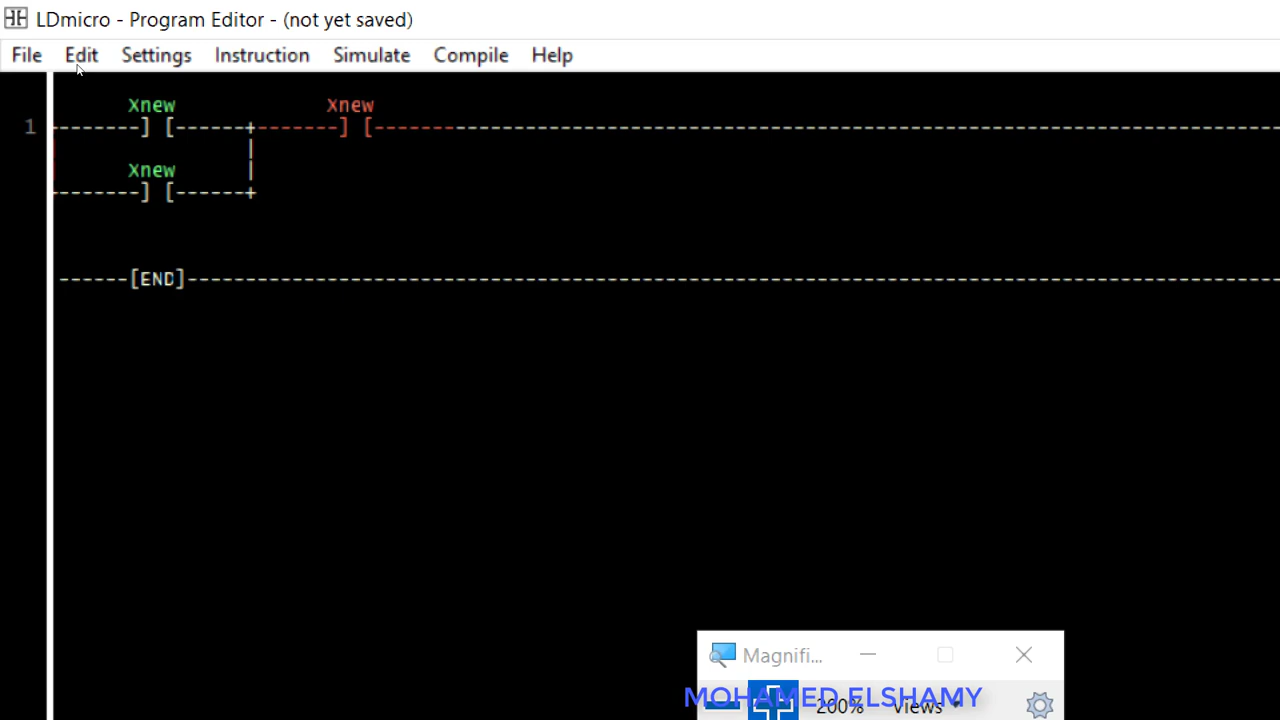 LDmicro - Program Editor - (not yet saved)
File Edit Settings Instruction Simulate Compile Help
Xnew Xnew
1 -------] [------+-------] [-------
Xnew
-------] [------+
------[END]------
Magnifi...
MOHAMED ELSHAMY
200% Views